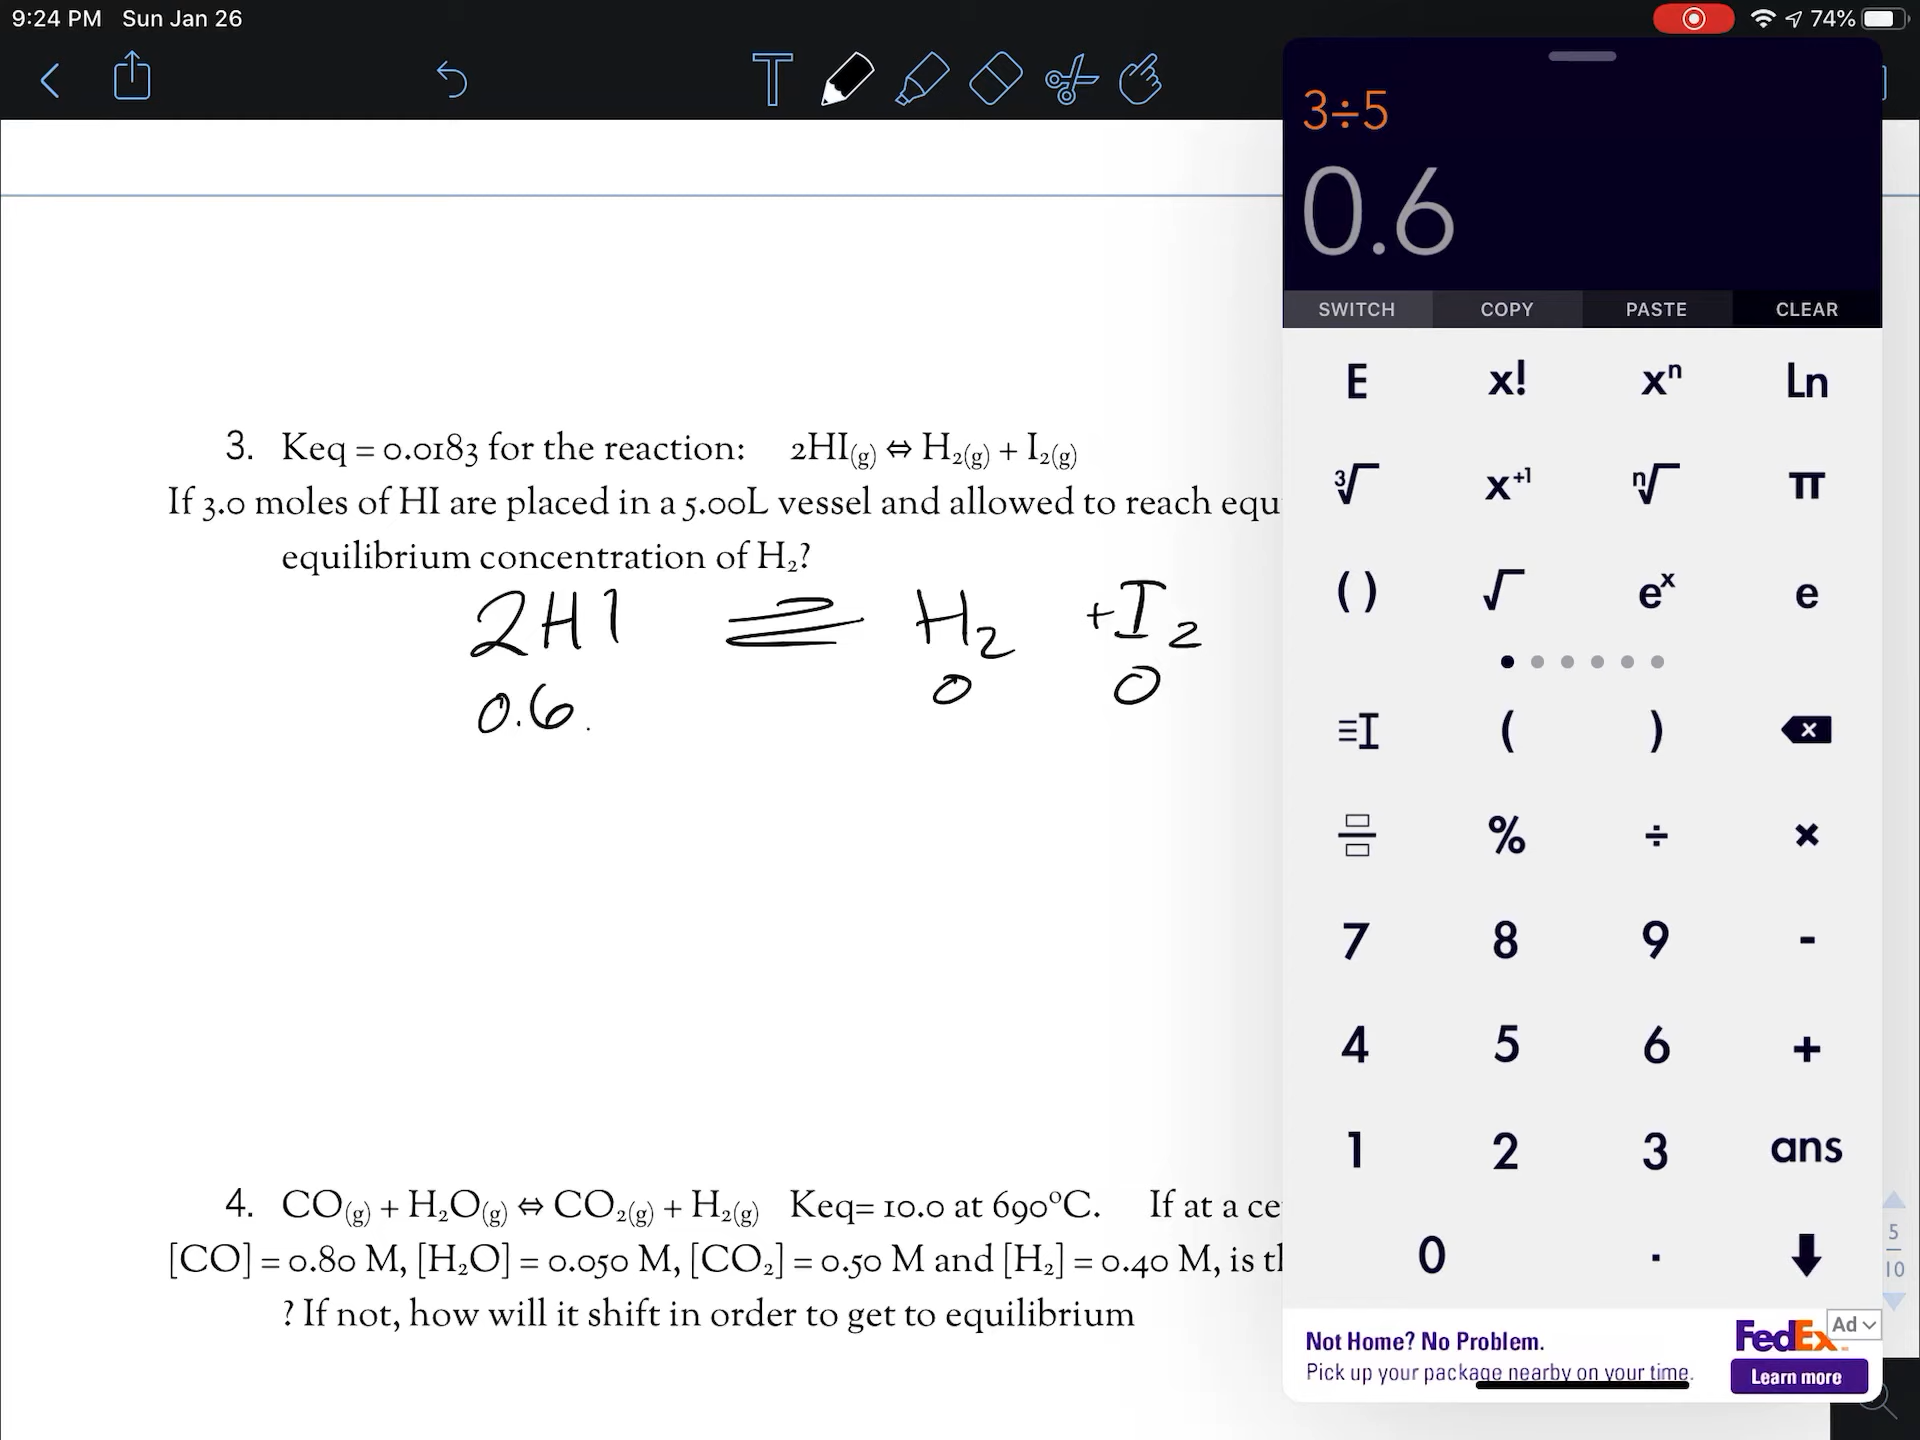 9:24 PM Sun Jan 26
74%
3÷5
0.6
SWITCH COPY PASTE CLEAR
E x! xⁿ Ln
³√ x⁺¹ ⁿ√ π
( ) √ eˣ e
( )
% ÷ ×
7 8 9 -
4 5 6 +
1 2 3 ans
0 .
3. Keq = 0.0183 for the reaction: 2HI(g) ⇔ H₂(g) + I₂(g)
If 3.0 moles of HI are placed in a 5.00L vessel and allowed to reach equ
equilibrium concentration of H₂?
2HI ⇌ H₂ + I₂
0.6. 0 0
4. CO(g) + H₂O(g) ⇔ CO₂(g) + H₂(g) Keq= 10.0 at 690°C. If at a ce
[CO] = 0.80 M, [H₂O] = 0.050 M, [CO₂] = 0.50 M and [H₂] = 0.40 M, is th
? If not, how will it shift in order to get to equilibrium
5
10
Not Home? No Problem.
Pick up your package nearby on your time.
FedEx
Ad
Learn more